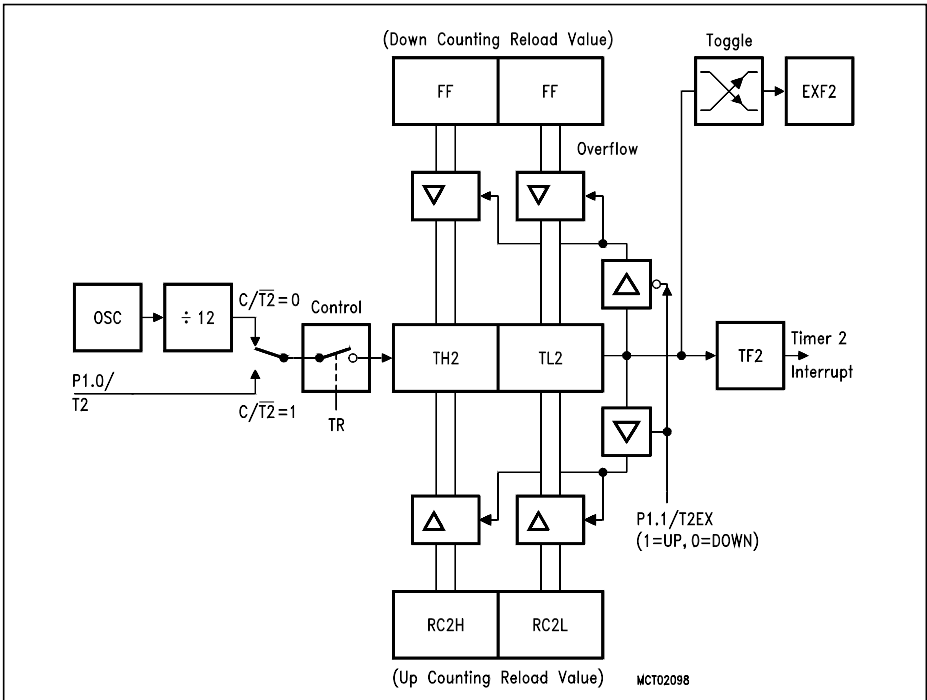 (Down Counting Reload Value)
Toggle
FF
FF
EXF2
Overflow
OSC
÷ 12
C/T̅2̅=0
Control
TH2
TL2
TF2
Timer 2
Interrupt
P1.0/
T2
C/T̅2̅=1
TR
P1.1/T2EX
(1=UP, 0=DOWN)
RC2H
RC2L
(Up Counting Reload Value)
MCT02098